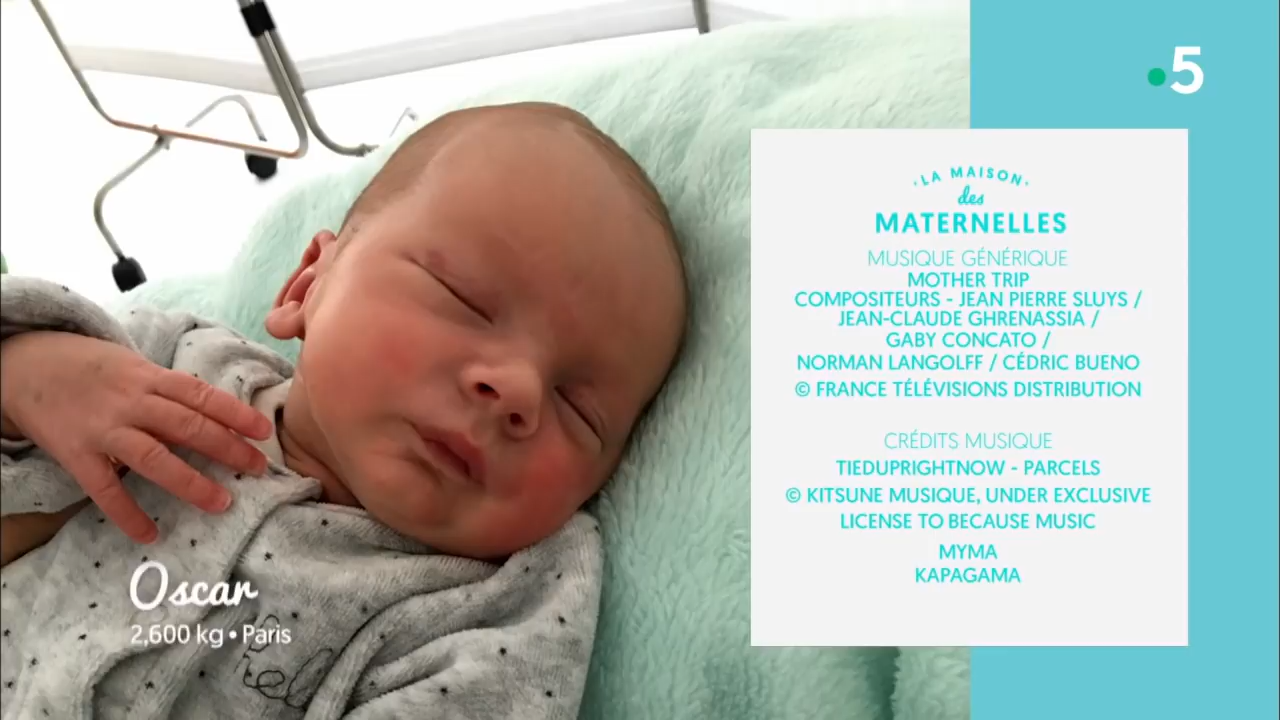 5
LA MAISON
des
MATERNELLES
MUSIQUE GÉNÉRIQUE
MOTHER TRIP
COMPOSITEURS - JEAN PIERRE SLUYS /
JEAN-CLAUDE GHRENASSIA /
GABY CONCATO /
NORMAN LANGOLFF / CÉDRIC BUENO
© FRANCE TÉLÉVISIONS DISTRIBUTION
CRÉDITS MUSIQUE
TIEDUPRIGHTNOW - PARCELS
© KITSUNE MUSIQUE, UNDER EXCLUSIVE
LICENSE TO BECAUSE MUSIC
MYMA
KAPAGAMA
Oscar
2,600 kg • Paris